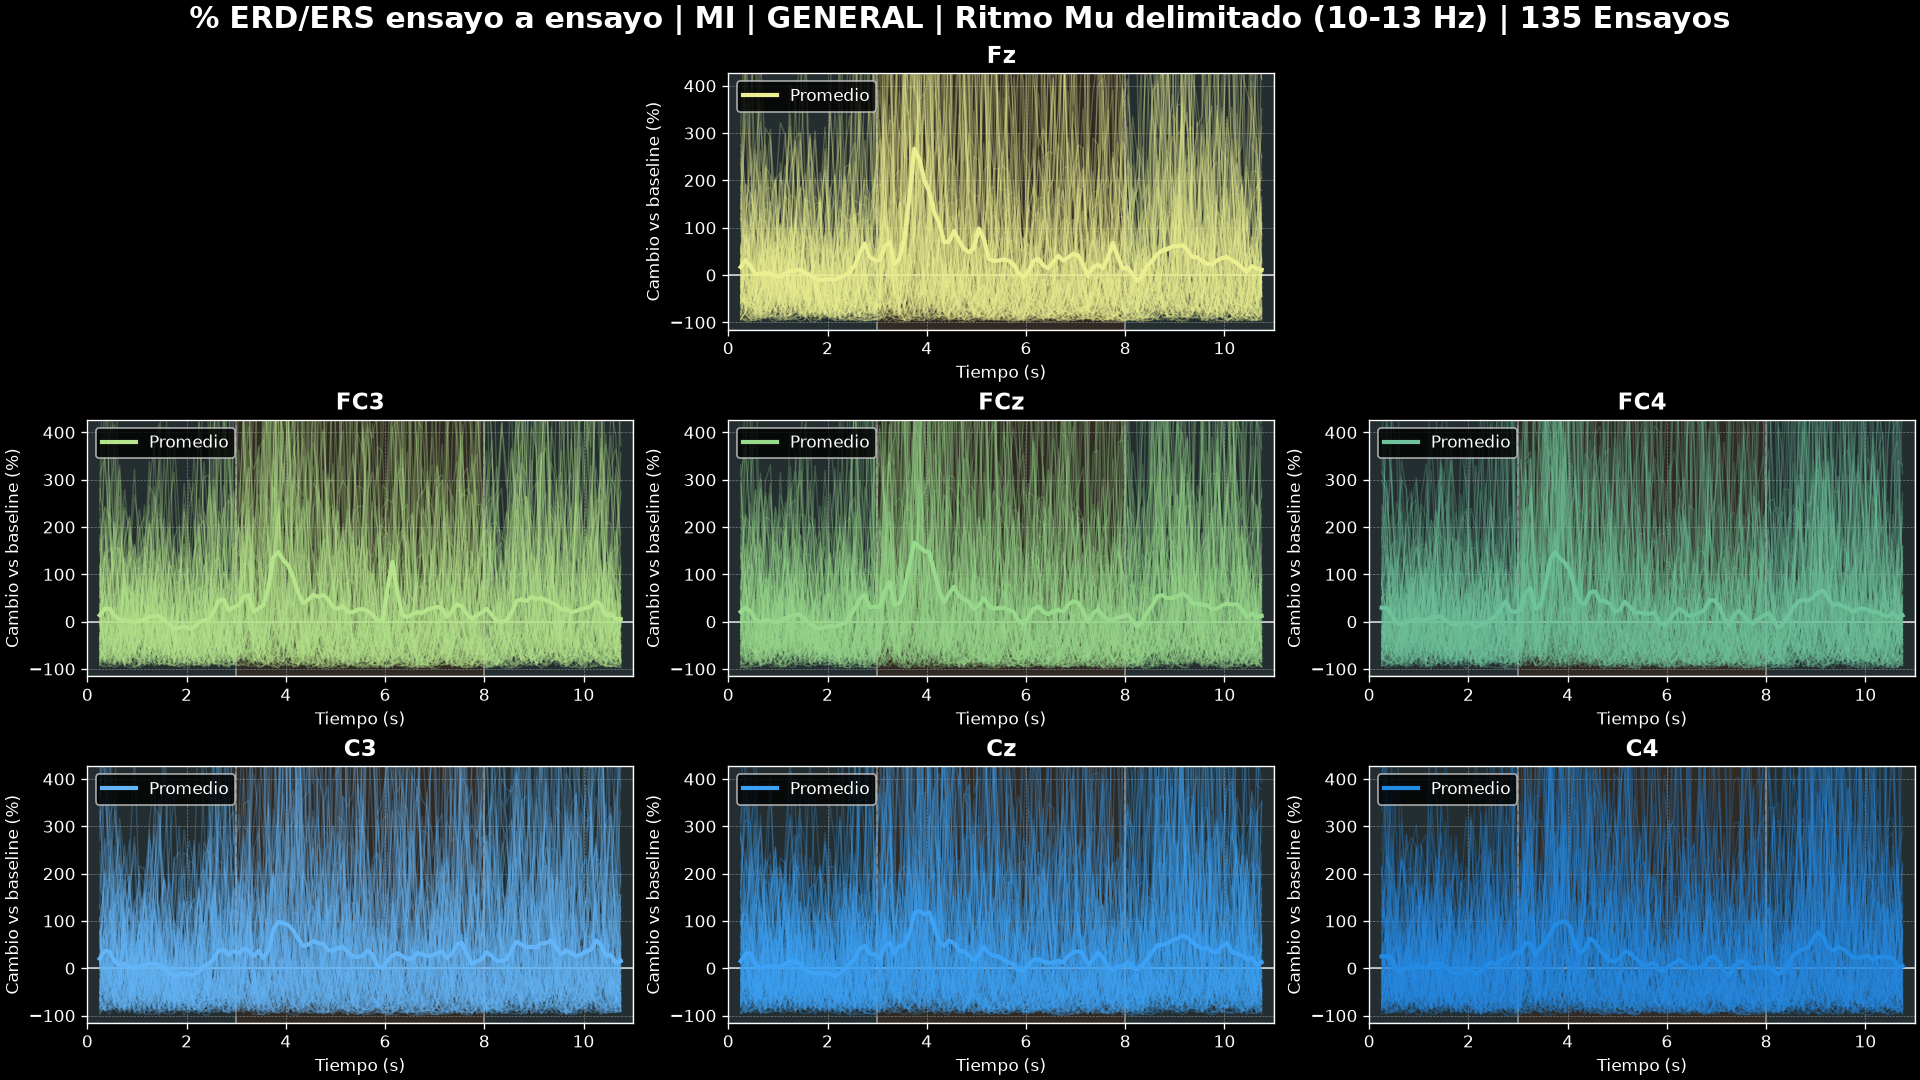 % ERD/ERS ensayo a ensayo | MI | GENERAL | Ritmo Mu delimitado (10-13 Hz) | 135 Ensayos
Fz
Promedio
Cambio vs baseline (%)
400
300
200
100
0
−100
0 2 4 6 8 10
Tiempo (s)
FC3
Promedio
Cambio vs baseline (%)
400
300
200
100
0
−100
0 2 4 6 8 10
Tiempo (s)
FCz
Promedio
Cambio vs baseline (%)
400
300
200
100
0
−100
0 2 4 6 8 10
Tiempo (s)
FC4
Promedio
Cambio vs baseline (%)
400
300
200
100
0
−100
0 2 4 6 8 10
Tiempo (s)
C3
Promedio
Cambio vs baseline (%)
400
300
200
100
0
−100
0 2 4 6 8 10
Tiempo (s)
Cz
Promedio
Cambio vs baseline (%)
400
300
200
100
0
−100
0 2 4 6 8 10
Tiempo (s)
C4
Promedio
Cambio vs baseline (%)
400
300
200
100
0
−100
0 2 4 6 8 10
Tiempo (s)